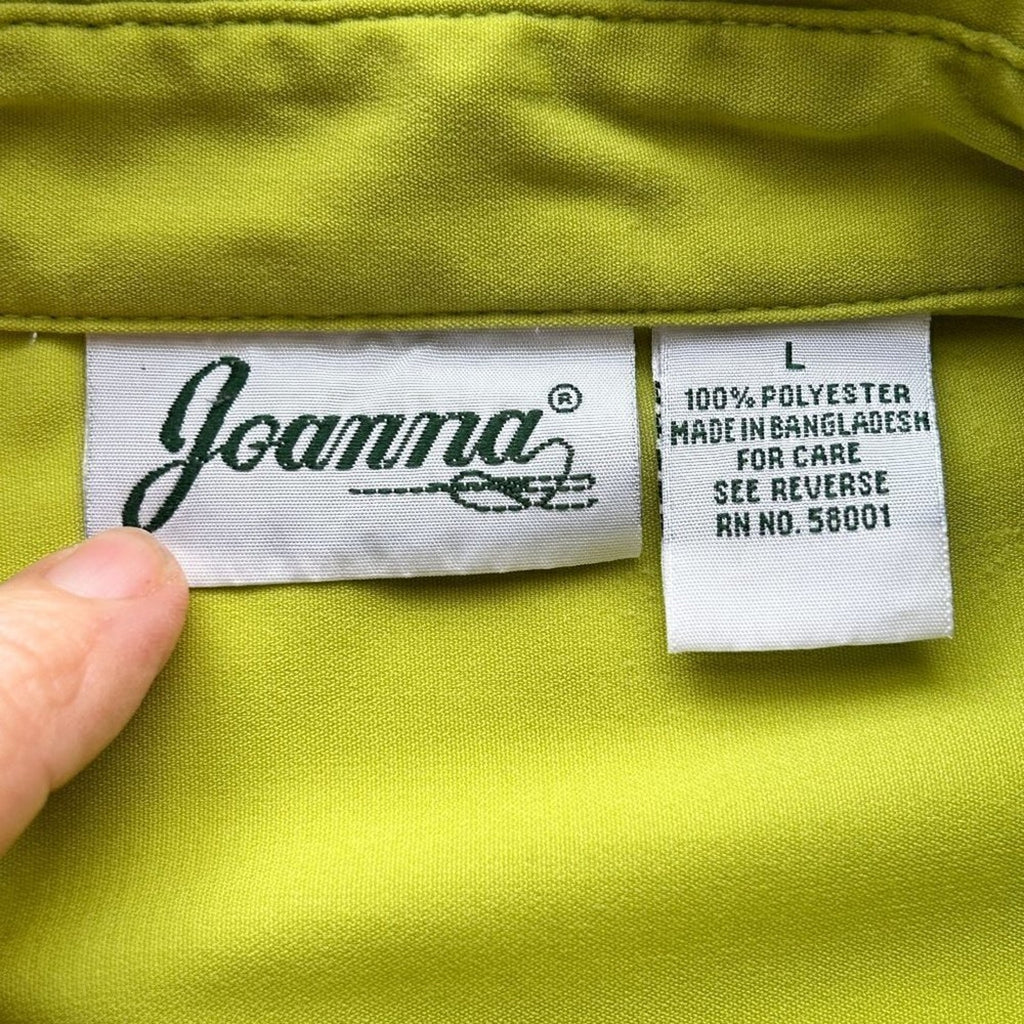 Joanna®
L
100% POLYESTER
MADE IN BANGLADESH
FOR CARE
SEE REVERSE
RN NO. 58001